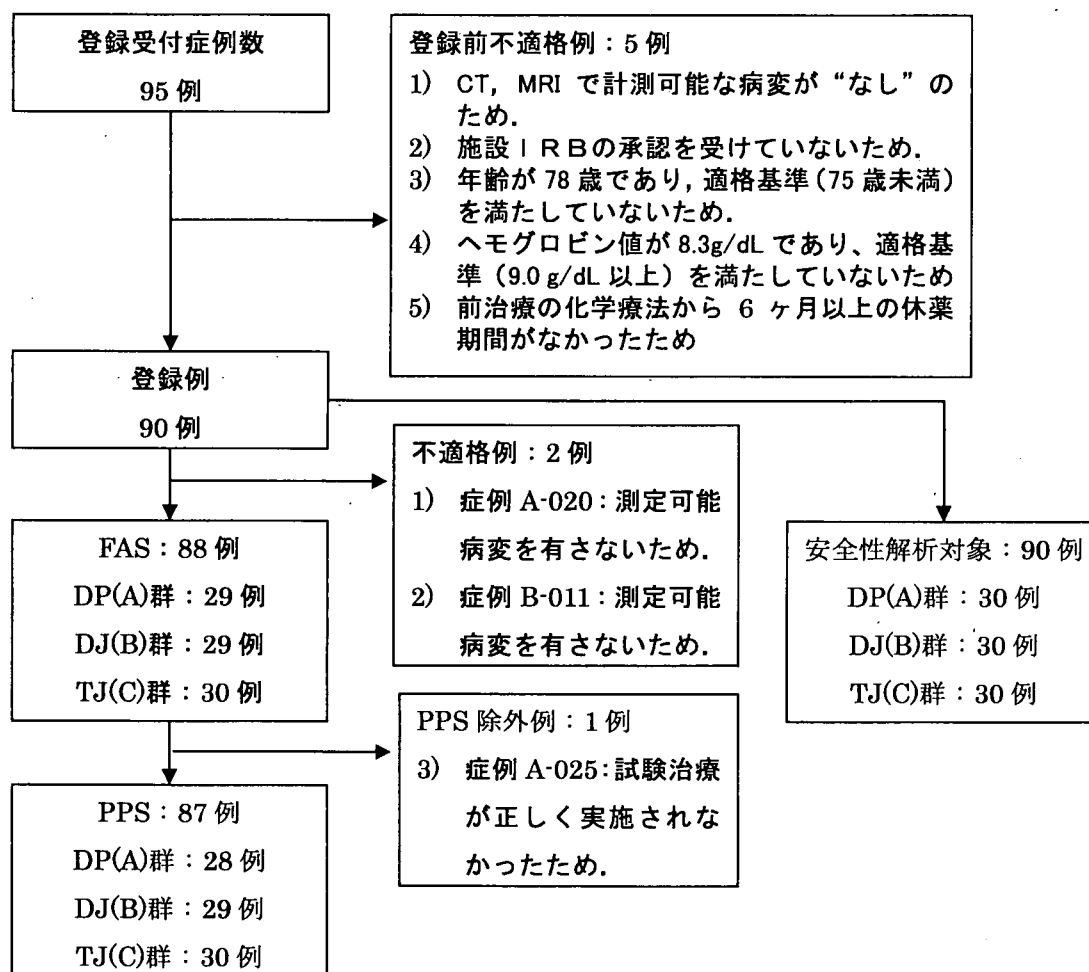 登録受付症例数
95 例
登録前不適格例：5 例
1) CT，MRI で計測可能な病変が“なし”の
ため．
2) 施設ＩＲＢの承認を受けていないため．
3) 年齢が 78 歳であり，適格基準（75 歳未満）
を満たしていないため．
4) ヘモグロビン値が 8.3g/dL であり、適格基
準（9.0 g/dL 以上）を満たしていないため
5) 前治療の化学療法から 6 ヶ月以上の休薬
期間がなかったため
登録例
90 例
不適格例：2 例
1) 症例 A-020：測定可能
病変を有さないため．
2) 症例 B-011：測定可能
病変を有さないため．
FAS：88 例
DP(A)群：29 例
DJ(B)群：29 例
TJ(C)群：30 例
安全性解析対象：90 例
DP(A)群：30 例
DJ(B)群：30 例
TJ(C)群：30 例
PPS 除外例：1 例
3) 症例 A-025：試験治療
が正しく実施されな
かったため．
PPS：87 例
DP(A)群：28 例
DJ(B)群：29 例
TJ(C)群：30 例